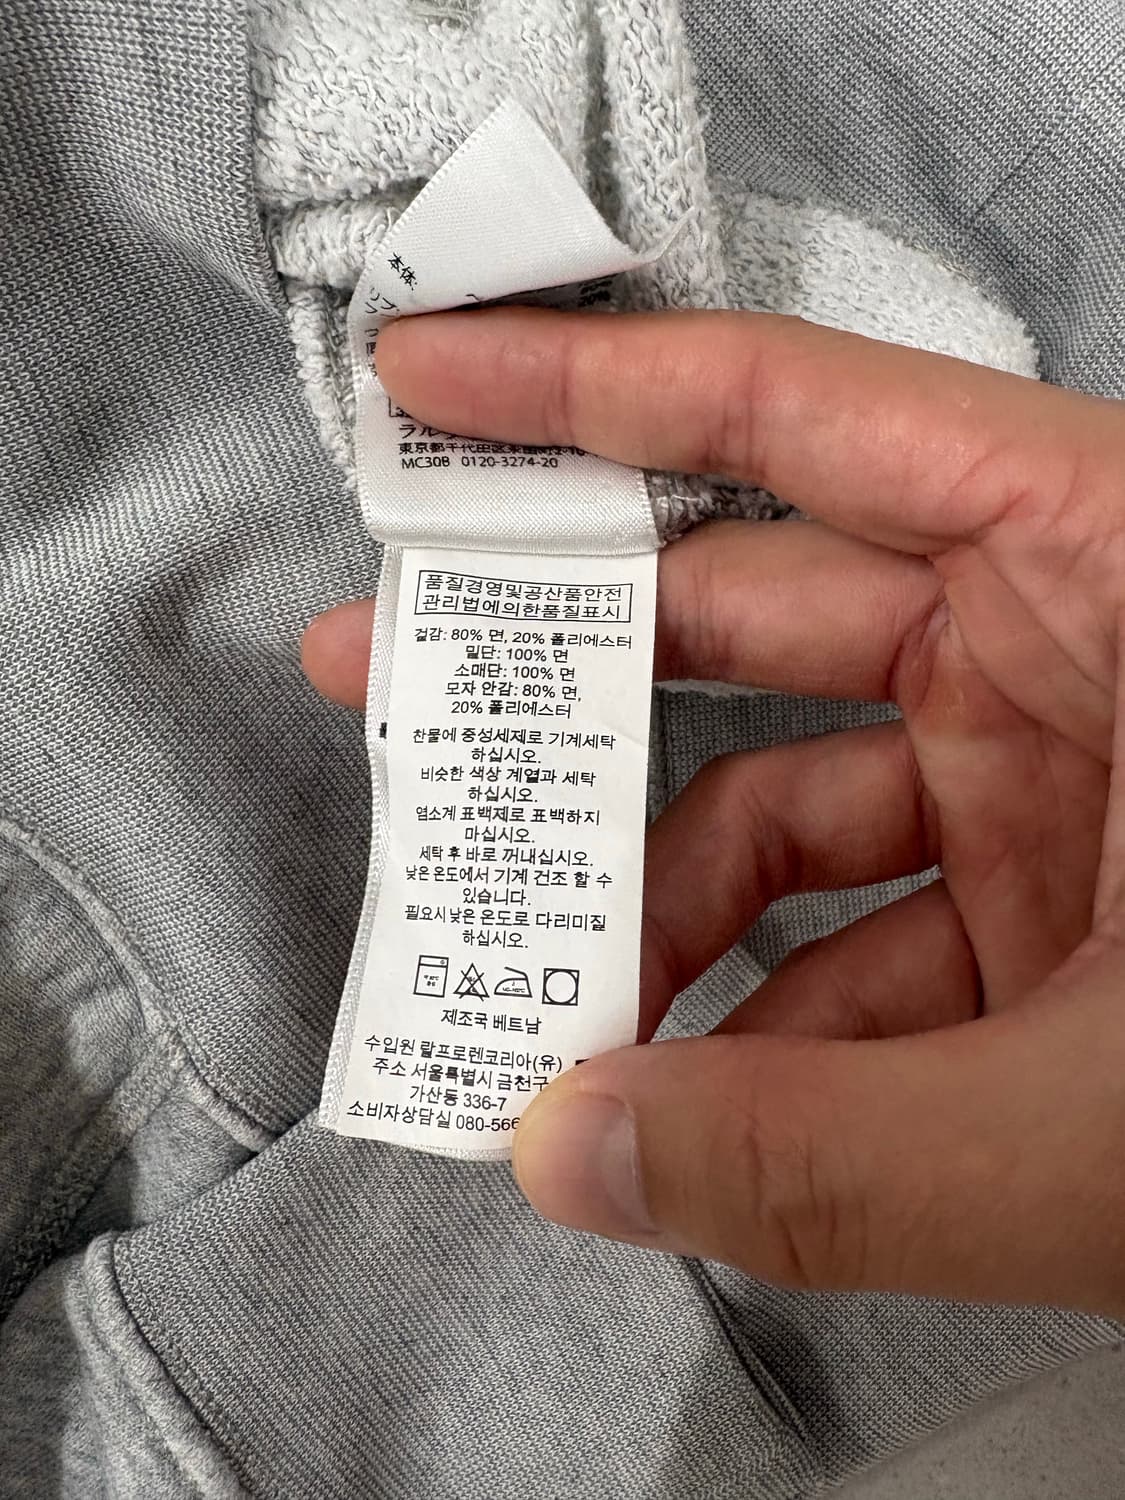 本体:
ラル
東京都千代田区
MC30B 0120-3274-20
품질경영및공산품안전
관리법에의한품질표시
겉감: 80% 면, 20% 폴리에스터
밑단: 100% 면
소매단: 100% 면
모자 안감: 80% 면,
20% 폴리에스터
찬물에 중성세제로 기계세탁
하십시오.
비슷한 색상 계열과 세탁
하십시오.
염소계 표백제로 표백하지
마십시오.
세탁 후 바로 꺼내십시오.
낮은 온도에서 기계 건조 할 수
있습니다.
필요시 낮은 온도로 다리미질
하십시오.
제조국 베트남
수입원 랄프로렌코리아(유)
주소 서울특별시 금천구
가산동 336-7
소비자상담실 080-566